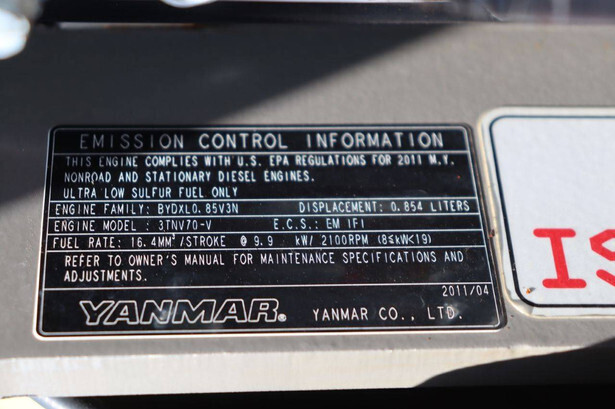 EMISSION CONTROL INFORMATION
THIS ENGINE COMPLIES WITH U.S. EPA REGULATIONS FOR 2011 M.Y.
NONROAD AND STATIONARY DIESEL ENGINES.
ULTRA LOW SULFUR FUEL ONLY
ENGINE FAMILY: BYDXL0.85V3N DISPLACEMENT: 0.854 LITERS
ENGINE MODEL : 3TNV70-V E.C.S.: EM IFI
FUEL RATE: 16.4MM³/STROKE @ 9.9 kW/ 2100RPM (8≤kW<19)
REFER TO OWNER'S MANUAL FOR MAINTENANCE SPECIFICATIONS AND
ADJUSTMENTS.
2011/04
YANMAR® YANMAR CO., LTD.
IS